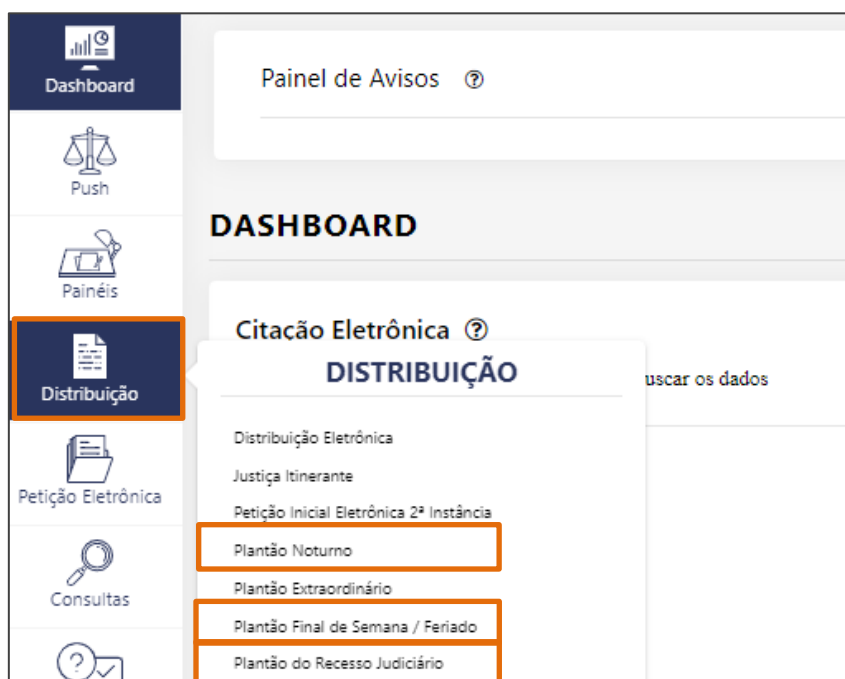 Dashboard
Push
Painéis
Distribuição
Petição Eletrônica
Consultas
Painel de Avisos ?
DASHBOARD
Citação Eletrônica ?
uscar os dados
DISTRIBUIÇÃO
Distribuição Eletrônica
Justiça Itinerante
Petição Inicial Eletrônica 2ª Instância
Plantão Noturno
Plantão Extraordinário
Plantão Final de Semana / Feriado
Plantão do Recesso Judiciário